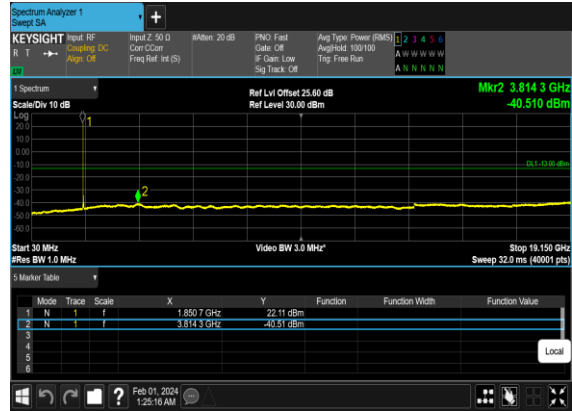 Spectrum Analyzer 1
Swept SA
+
KEYSIGHT
R T
Input: RF
Coupling: DC
Align: Off
Input Z: 50 Ω
Corr CCorr
Freq Ref: Int (S)
#Atten: 20 dB
PNO: Fast
Gate: Off
IF Gain: Low
Sig Track: Off
Avg Type: Power (RMS)
Avg|Hold: 100/100
Trig: Free Run
1 2 3 4 5 6
A W W W W W
A N N N N N
1 Spectrum
Scale/Div 10 dB
Ref Lvl Offset 25.60 dB
Ref Level 30.00 dBm
Mkr2 3.814 3 GHz
-40.510 dBm
Log
20.0
10.0
0.00
-10.0
-20.0
-30.0
-40.0
-50.0
-60.0
1
2
DL1 -13.00 dBm
Start 30 MHz
#Res BW 1.0 MHz
Video BW 3.0 MHz*
Stop 19.150 GHz
Sweep 32.0 ms (40001 pts)
5 Marker Table
Mode Trace Scale X Y Function Function Width Function Value
1 N 1 f 1.850 7 GHz 22.11 dBm
2 N 1 f 3.814 3 GHz -40.51 dBm
3
4
5
6
Local
?
Feb 01, 2024
1:25:16 AM